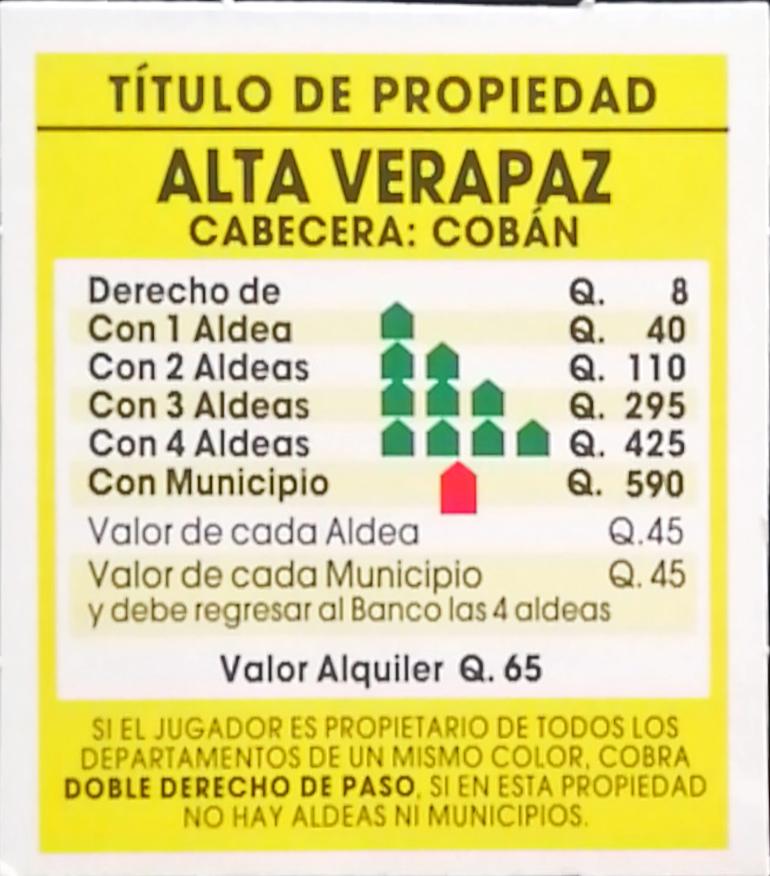 TÍTULO DE PROPIEDAD
ALTA VERAPAZ
CABECERA: COBÁN
Derecho de Q. 8
Con 1 Aldea Q. 40
Con 2 Aldeas Q. 110
Con 3 Aldeas Q. 295
Con 4 Aldeas Q. 425
Con Municipio Q. 590
Valor de cada Aldea Q.45
Valor de cada Municipio Q. 45
y debe regresar al Banco las 4 aldeas
Valor Alquiler Q. 65
SI EL JUGADOR ES PROPIETARIO DE TODOS LOS
DEPARTAMENTOS DE UN MISMO COLOR, COBRA
DOBLE DERECHO DE PASO, SI EN ESTA PROPIEDAD
NO HAY ALDEAS NI MUNICIPIOS.